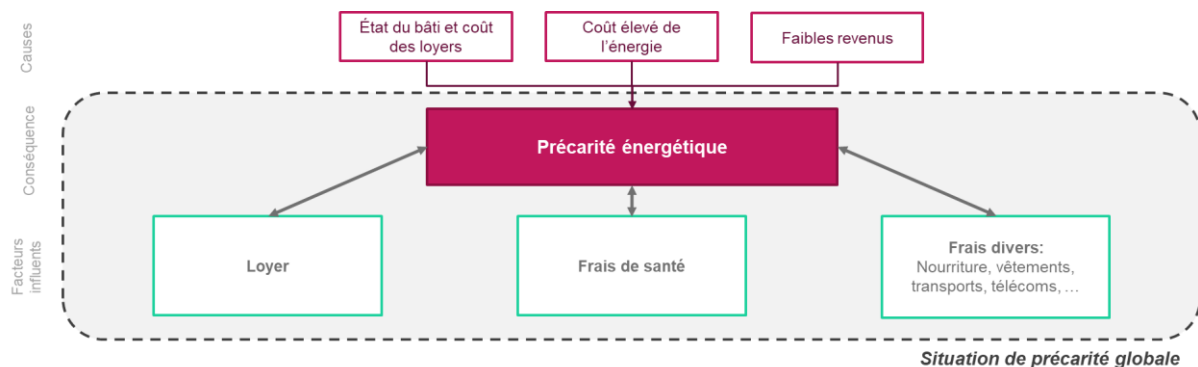 Causes
État du bâti et coût
des loyers
Coût élevé de
l'énergie
Faibles revenus
Conséquence
Précarité énergétique
Facteurs
influents
Loyer
Frais de santé
Frais divers:
Nourriture, vêtements,
transports, télécoms, …
Situation de précarité globale